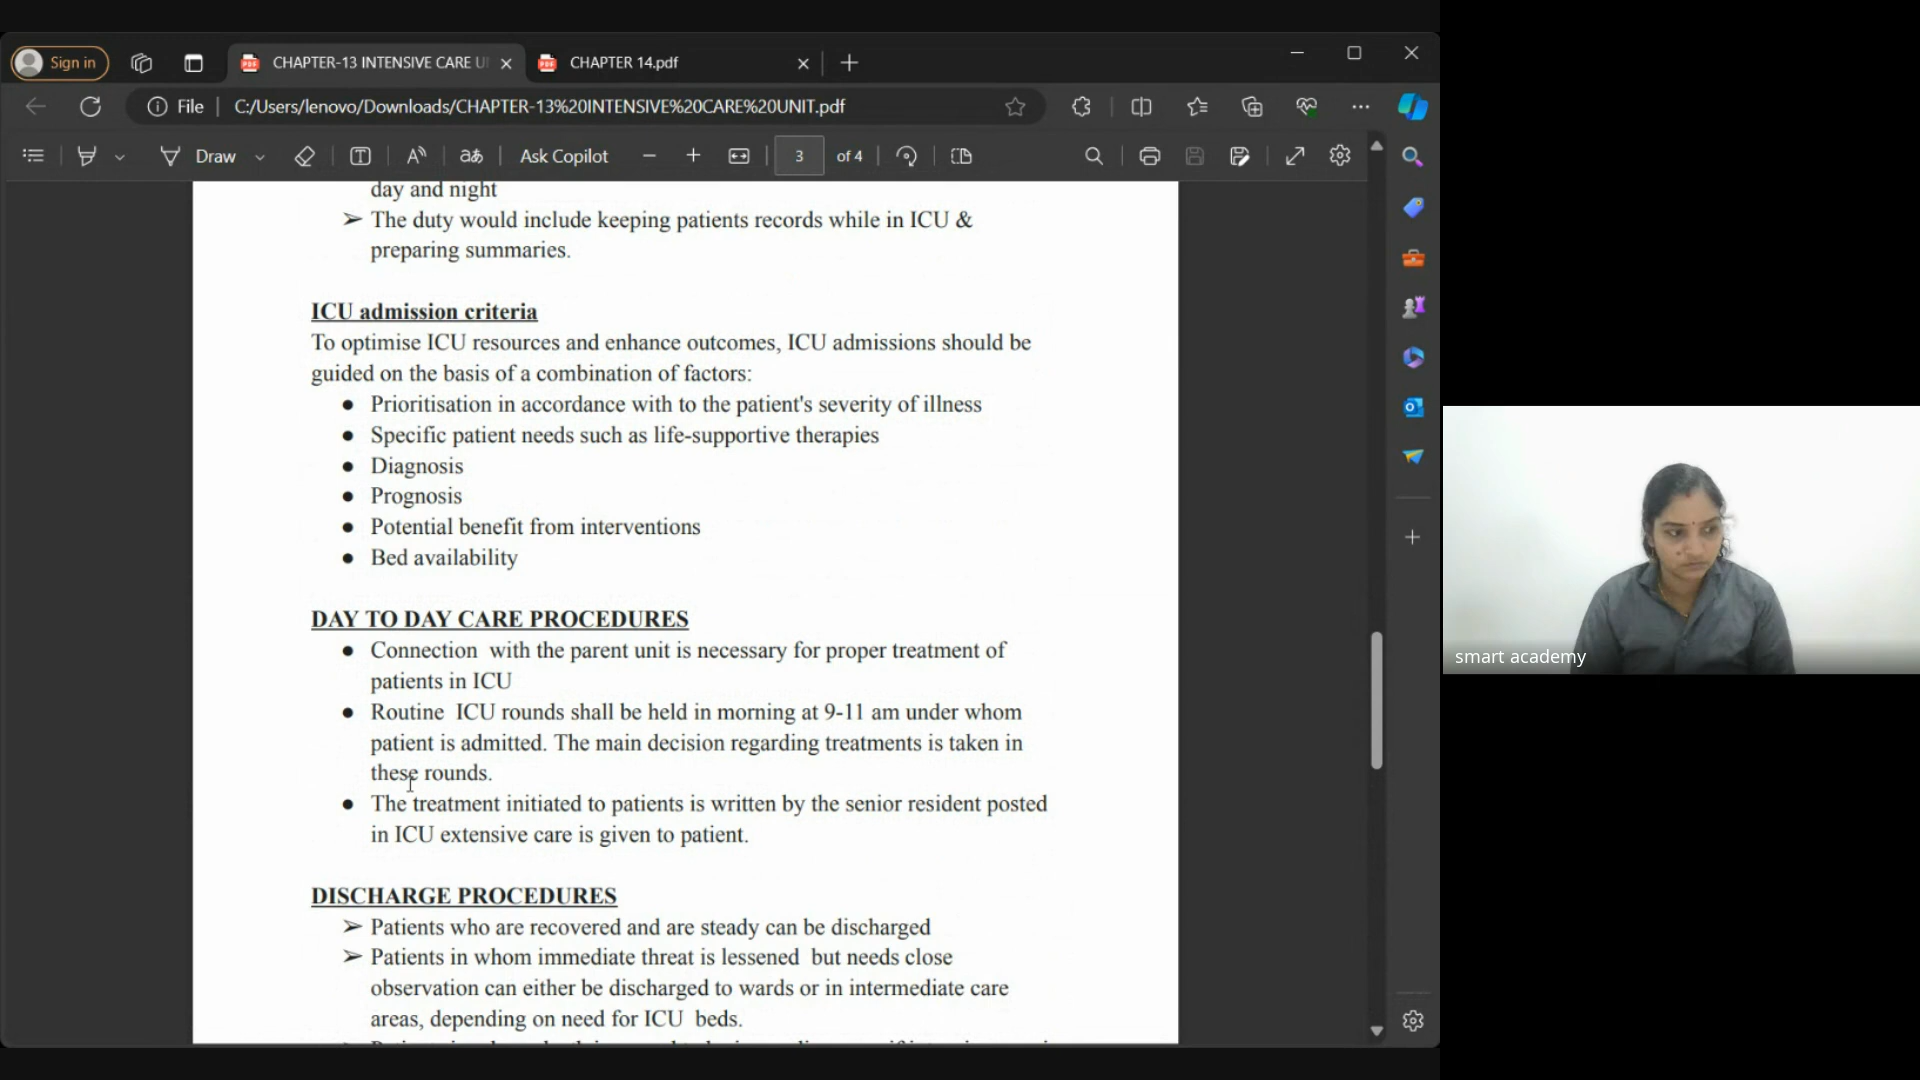 Sign in
CHAPTER-13 INTENSIVE CARE U
CHAPTER 14.pdf
File
C:/Users/lenovo/Downloads/CHAPTER-13%20INTENSIVE%20CARE%20UNIT.pdf
Draw
Ask Copilot
3
of 4
day and night
➢ The duty would include keeping patients records while in ICU &
preparing summaries.
ICU admission criteria
To optimise ICU resources and enhance outcomes, ICU admissions should be
guided on the basis of a combination of factors:
● Prioritisation in accordance with to the patient's severity of illness
● Specific patient needs such as life-supportive therapies
● Diagnosis
● Prognosis
● Potential benefit from interventions
● Bed availability
DAY TO DAY CARE PROCEDURES
● Connection with the parent unit is necessary for proper treatment of
patients in ICU
● Routine ICU rounds shall be held in morning at 9-11 am under whom
patient is admitted. The main decision regarding treatments is taken in
these rounds.
● The treatment initiated to patients is written by the senior resident posted
in ICU extensive care is given to patient.
DISCHARGE PROCEDURES
➢ Patients who are recovered and are steady can be discharged
➢ Patients in whom immediate threat is lessened but needs close
observation can either be discharged to wards or in intermediate care
areas, depending on need for ICU beds.
smart academy